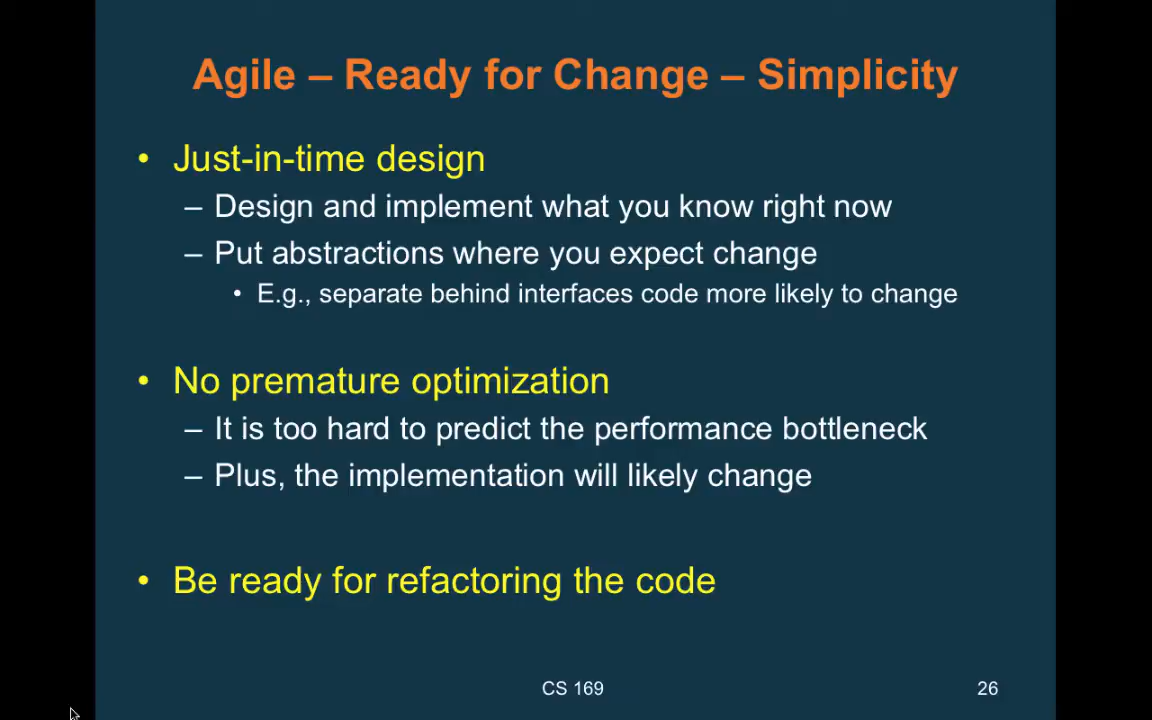 Agile – Ready for Change – Simplicity
• Just-in-time design
– Design and implement what you know right now
– Put abstractions where you expect change
• E.g., separate behind interfaces code more likely to change
• No premature optimization
– It is too hard to predict the performance bottleneck
– Plus, the implementation will likely change
• Be ready for refactoring the code
CS 169
26